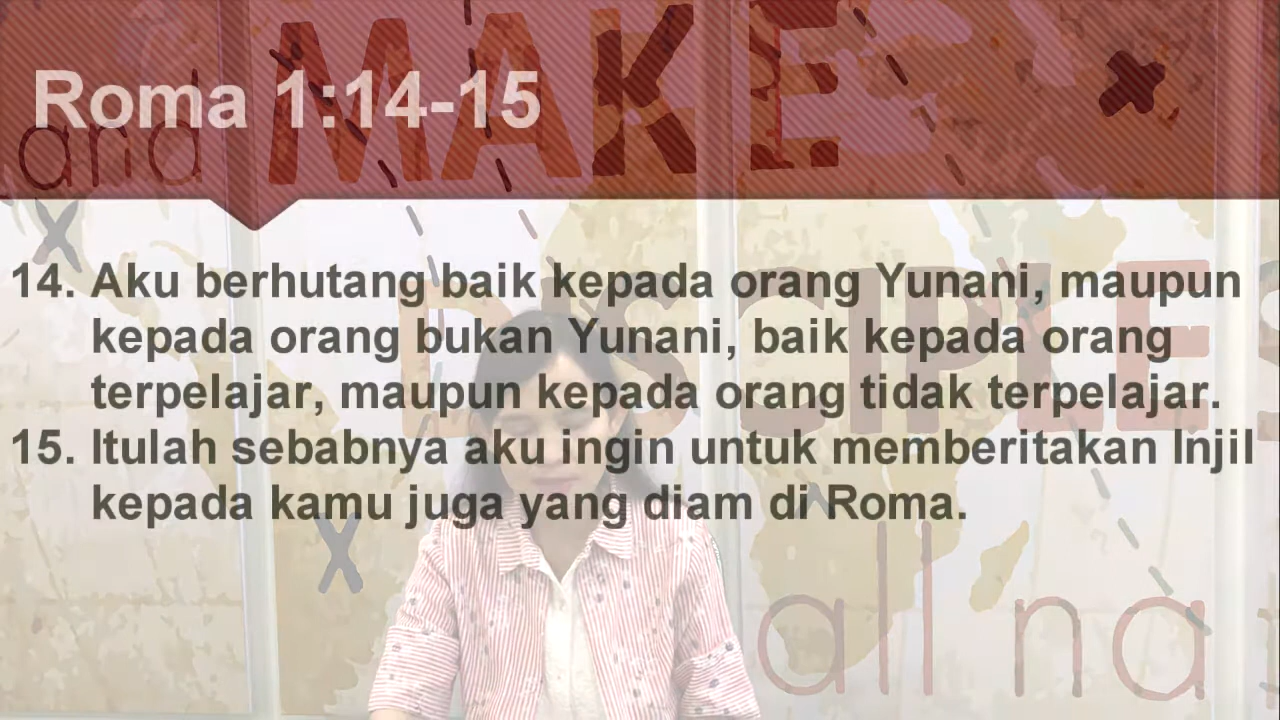 Roma 1:14-15
and MAKE
14. Aku berhutang baik kepada orang Yunani, maupun
kepada orang bukan Yunani, baik kepada orang
terpelajar, maupun kepada orang tidak terpelajar.
15. Itulah sebabnya aku ingin untuk memberitakan Injil
kepada kamu juga yang diam di Roma.
DISCIPLES
all na